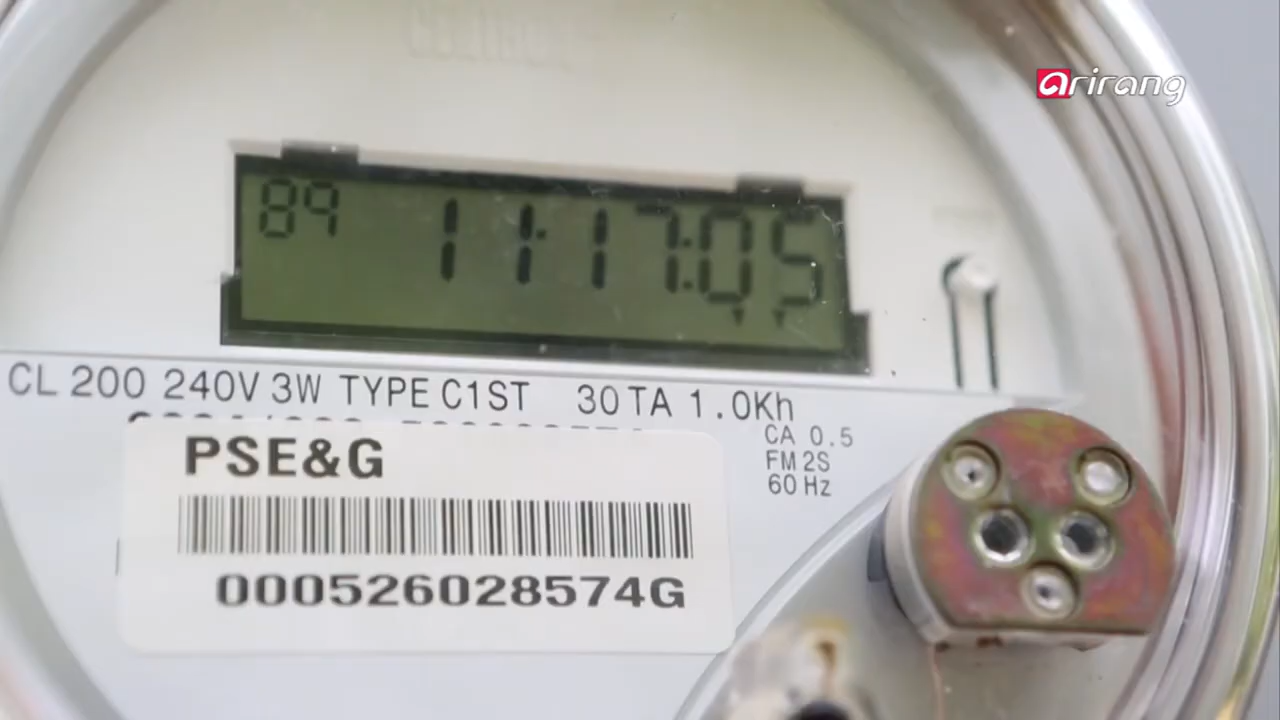 arirang
89 11:17:05
CL 200 240V 3W TYPE C1ST 30 TA 1.0Kh
CA 0.5
FM 2S
60 Hz
PSE&G
000526028574G